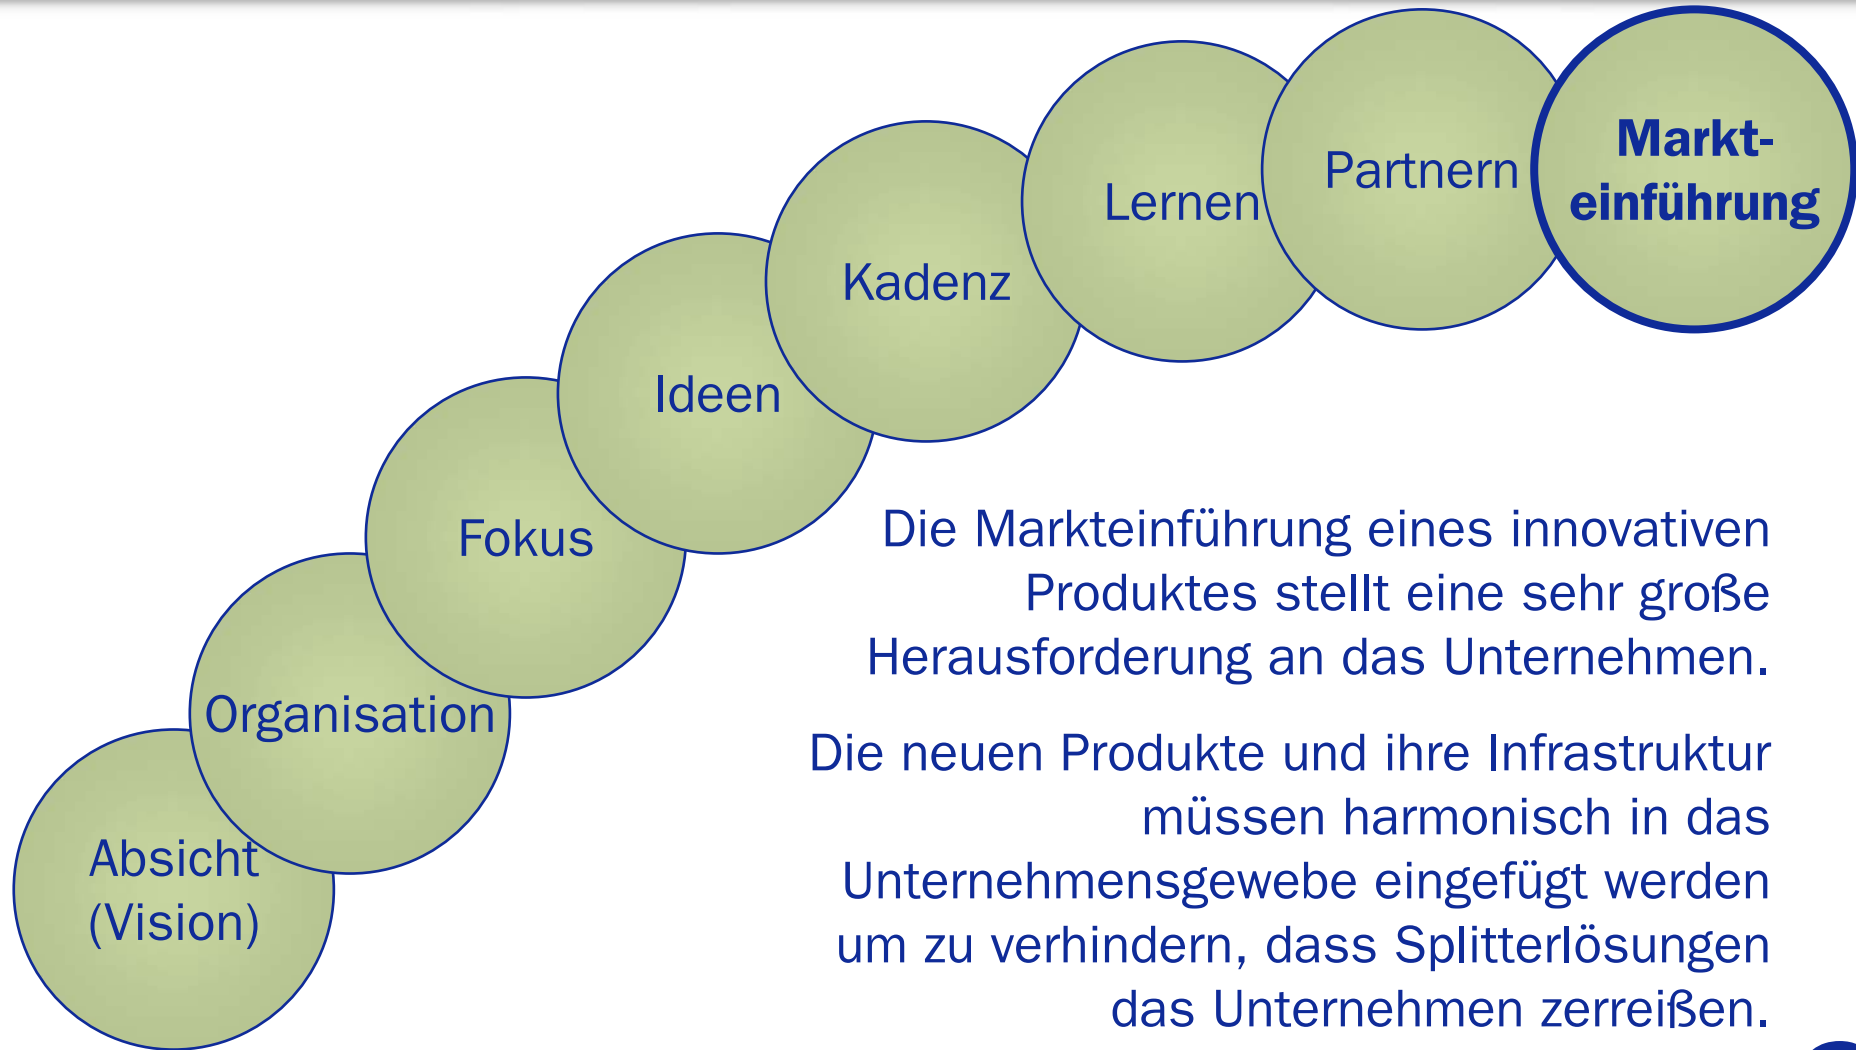 Absicht
(Vision)
Organisation
Fokus
Ideen
Kadenz
Lernen
Partnern
Markt-
einführung
Die Markteinführung eines innovativen
Produktes stellt eine sehr große
Herausforderung an das Unternehmen.
Die neuen Produkte und ihre Infrastruktur
müssen harmonisch in das
Unternehmensgewebe eingefügt werden
um zu verhindern, dass Splitterlösungen
das Unternehmen zerreißen.